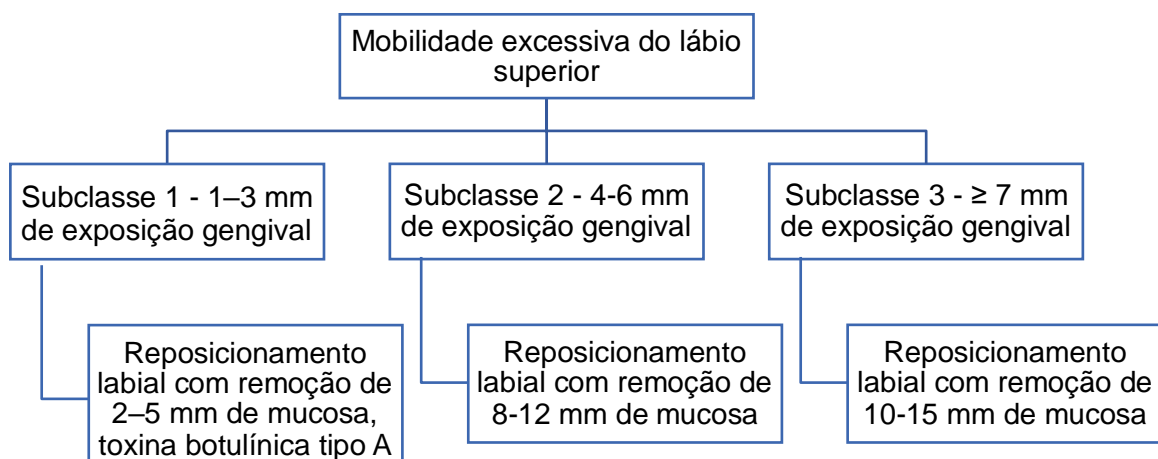 Mobilidade excessiva do lábio
superior
Subclasse 1 - 1–3 mm
de exposição gengival
Subclasse 2 - 4-6 mm
de exposição gengival
Subclasse 3 - ≥ 7 mm
de exposição gengival
Reposicionamento
labial com remoção de
2–5 mm de mucosa,
toxina botulínica tipo A
Reposicionamento
labial com remoção de
8-12 mm de mucosa
Reposicionamento
labial com remoção de
10-15 mm de mucosa